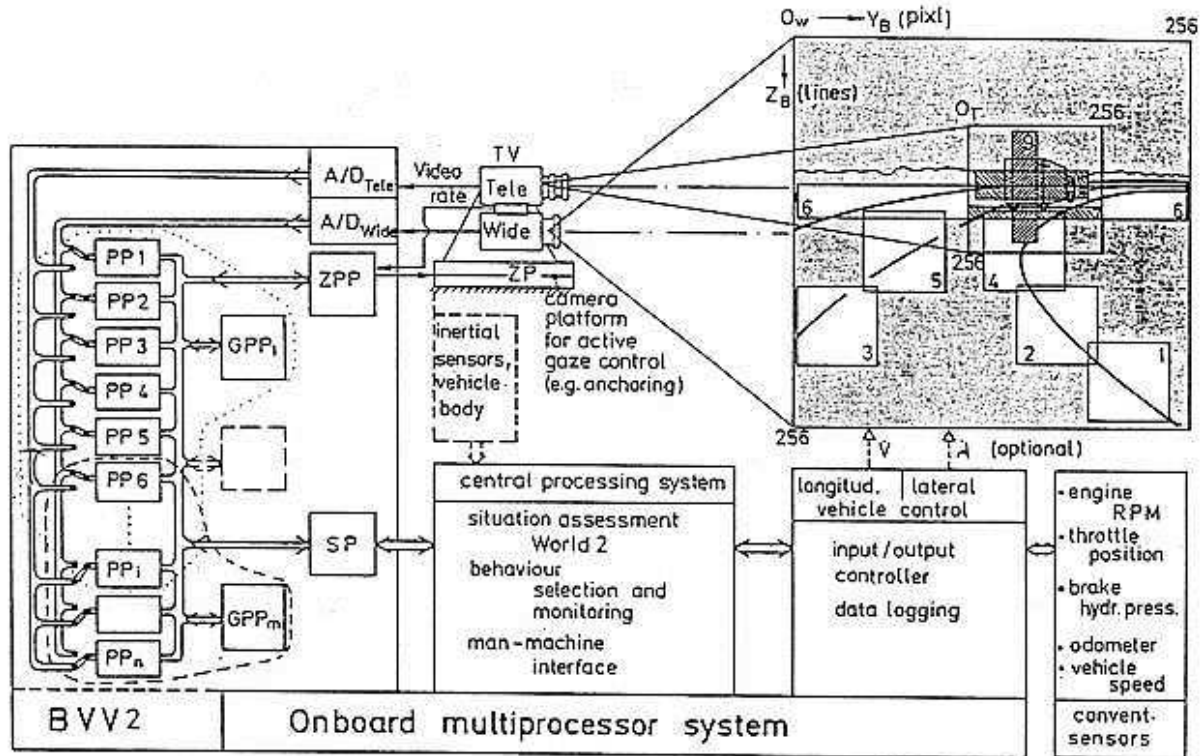 O_W → Y_B (pixl)
256
Z_B (lines)
O_T
256
9
6
6
256
5
4
3
2
1
256
V̂
(optional)
TV
Tele
Wide
Video
rate
A/D_Tele
A/D_Wide
ZPP
ZP
PP1
PP2
PP3
PP4
PP5
PP6
PP_i
PP_n
GPP_1
GPP_m
SP
inertial
sensors,
vehicle-
body
camera
platform
for active
gaze control
(e.g. anchoring)
central processing system
situation assessment
World 2
behaviour
selection and
monitoring
man-machine
interface
longitud. lateral
vehicle control
input/output
controller
data logging
• engine
RPM
• throttle
position
• brake
hydr. press.
• odometer
• vehicle
speed
convent.
sensors
BVV2
Onboard multiprocessor system